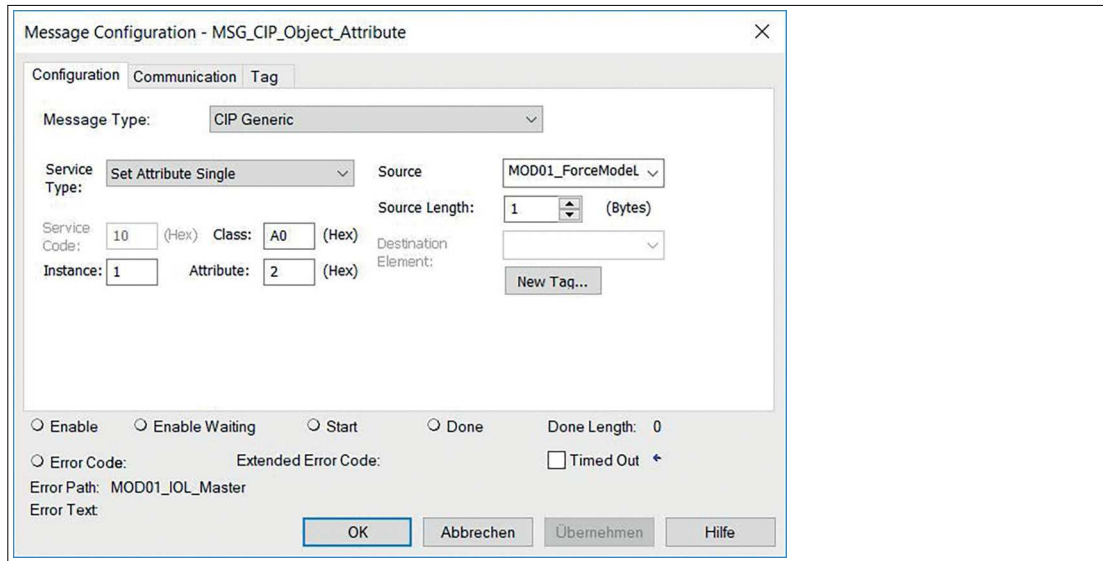 Message Configuration - MSG_CIP_Object_Attribute
Configuration Communication Tag
Message Type: CIP Generic
Service Type: Set Attribute Single
Source MOD01_ForceModeL
Source Length: 1 (Bytes)
Service Code: 10 (Hex) Class: A0 (Hex)
Destination Element:
Instance: 1 Attribute: 2 (Hex)
New Tag...
Enable Enable Waiting Start Done Done Length: 0
Error Code: Extended Error Code: Timed Out
Error Path: MOD01_IOL_Master
Error Text
OK Abbrechen Übernehmen Hilfe